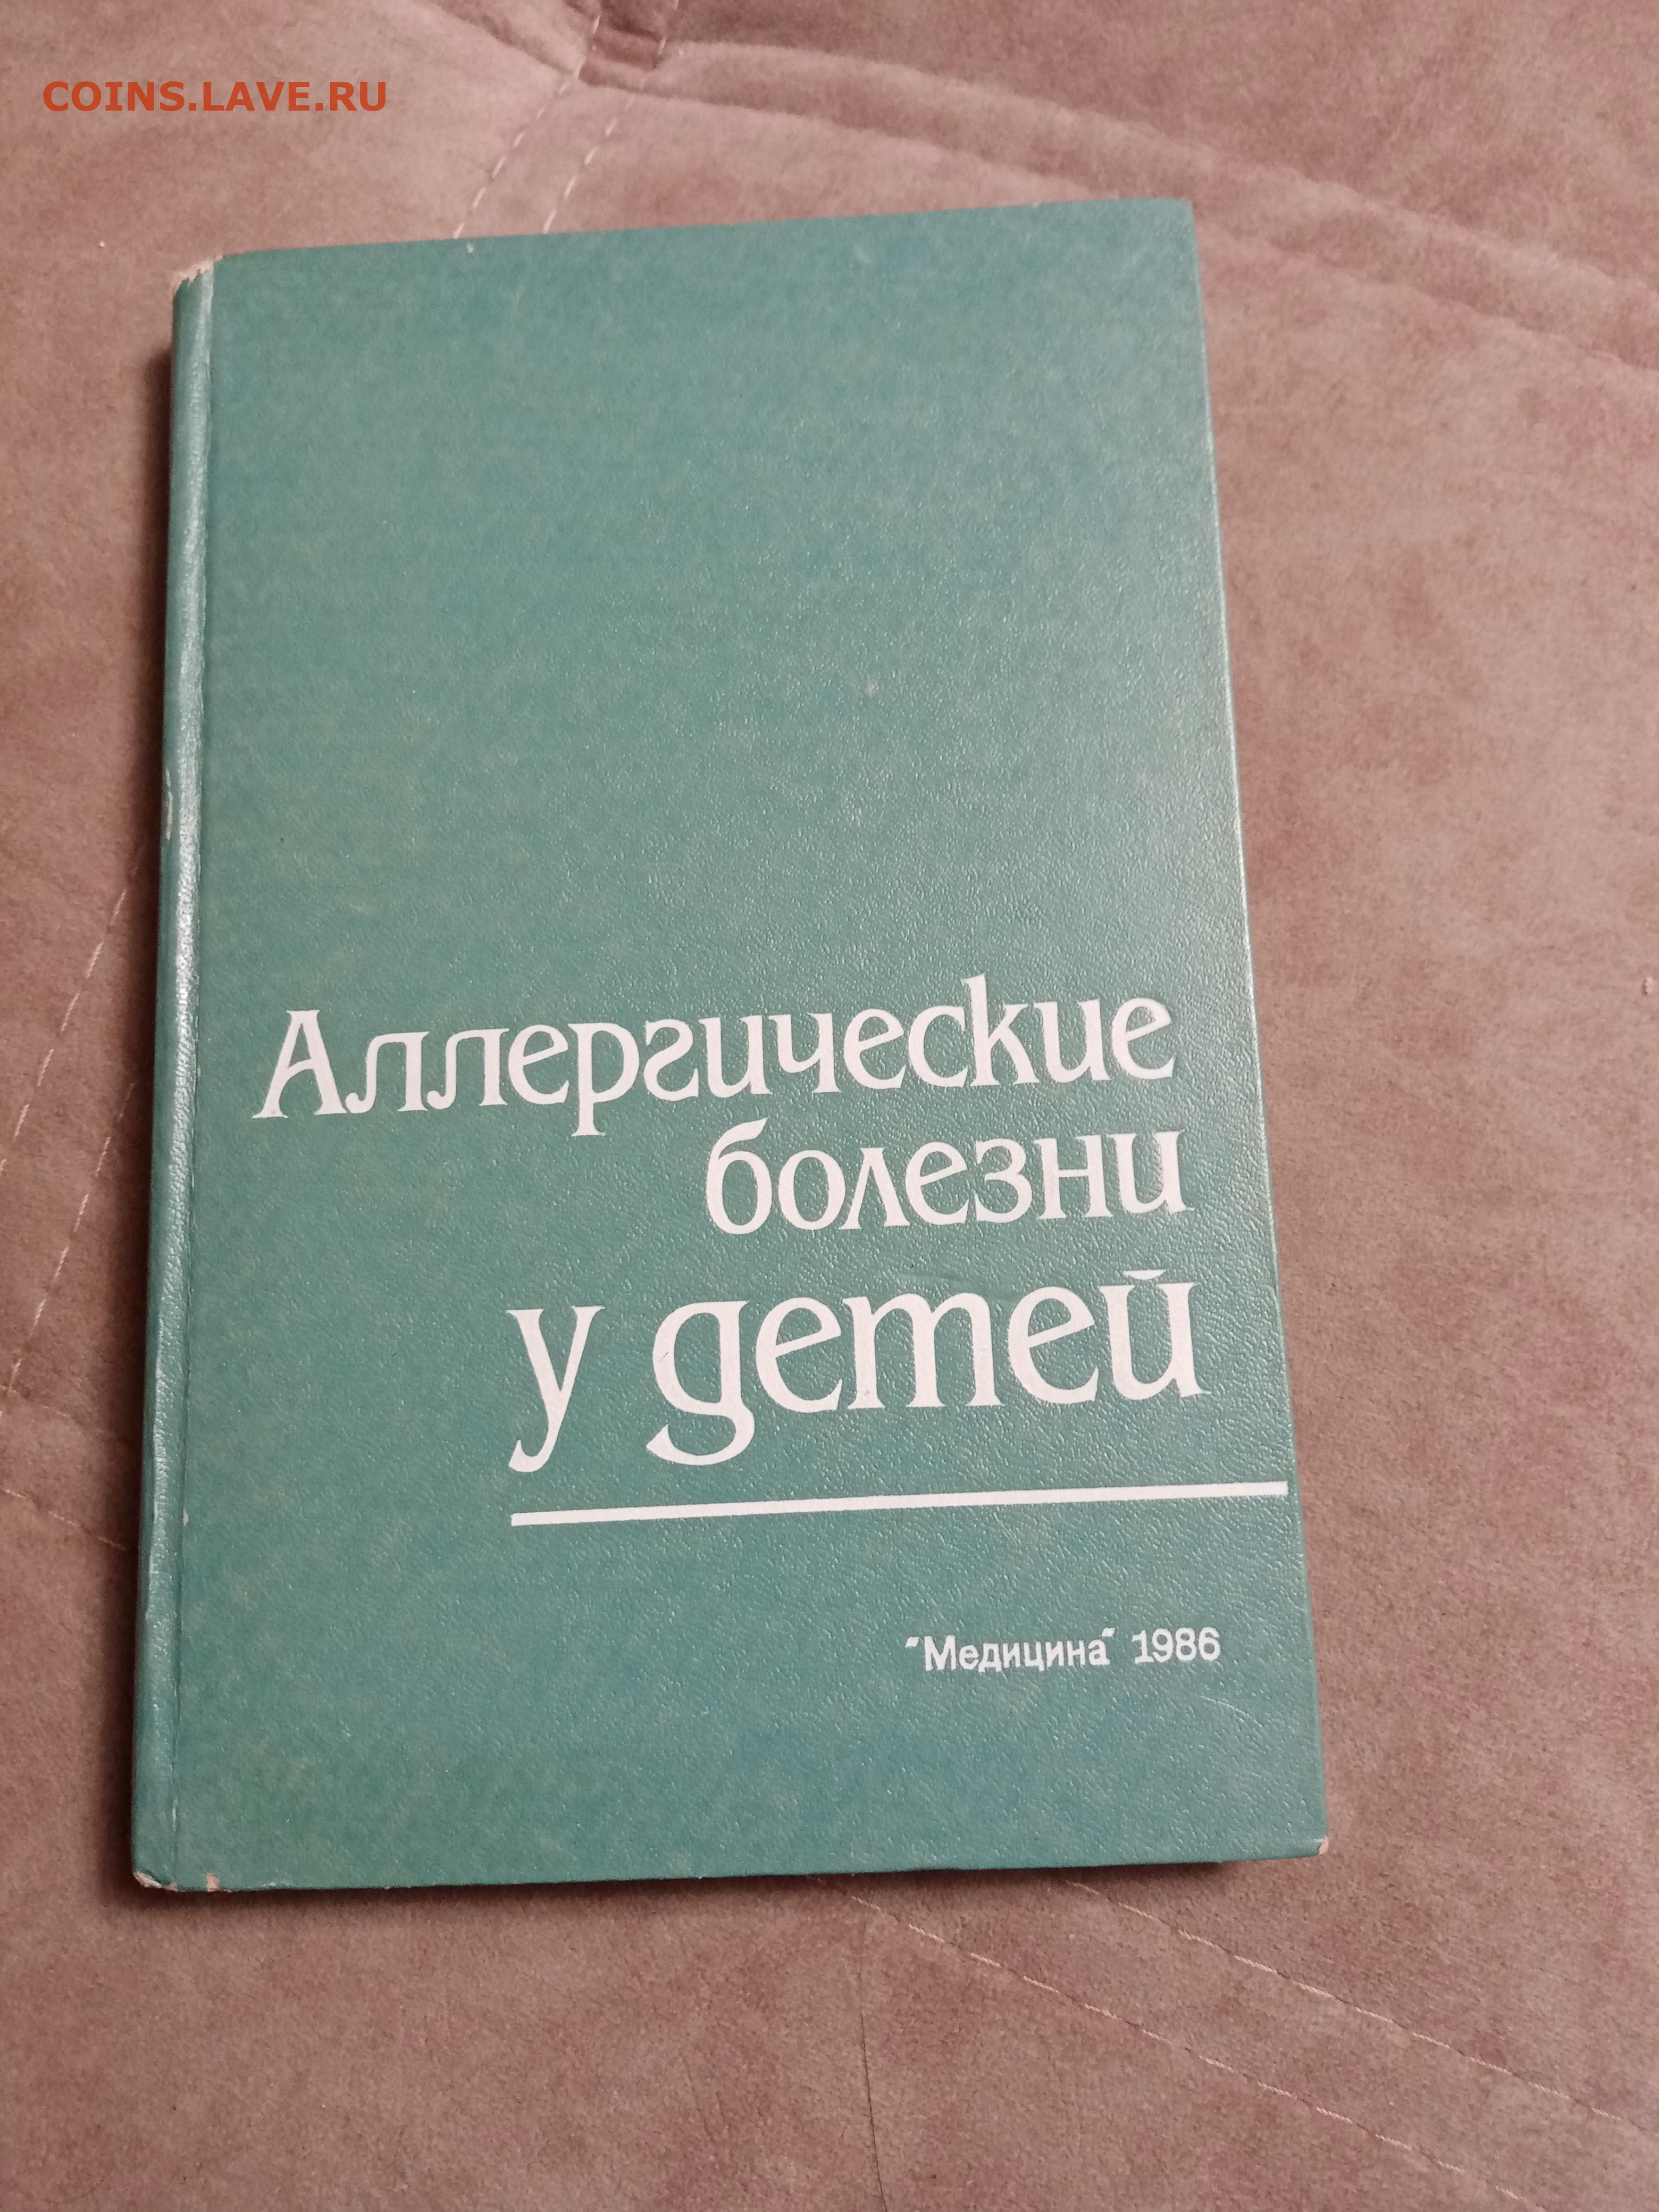 COINS.LAVE.RU
Аллергические
болезни
у детей
"Медицина" 1986